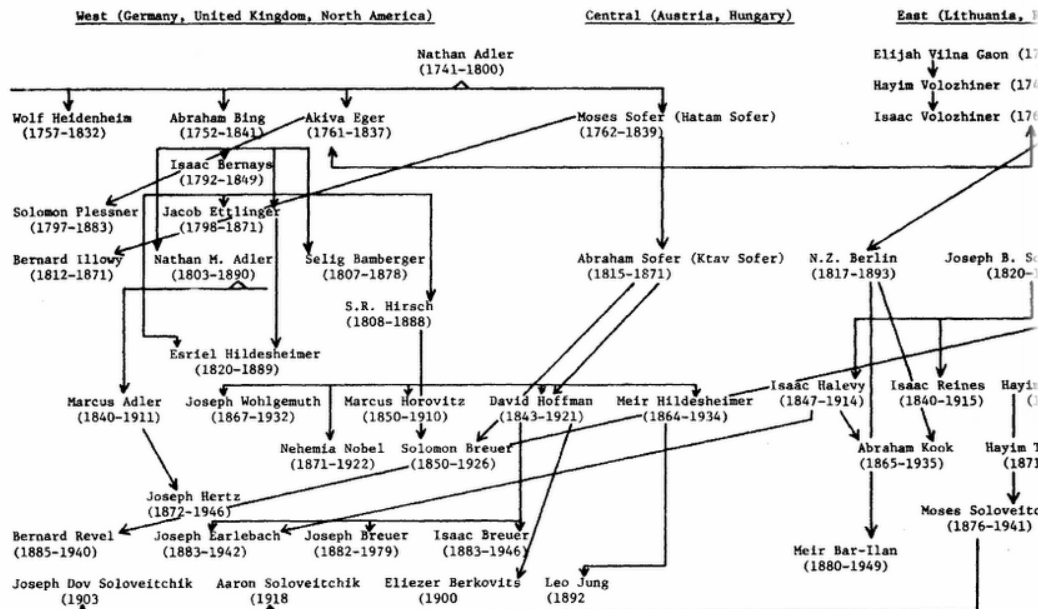 West (Germany, United Kingdom, North America) Central (Austria, Hungary) East (Lithuania,
Nathan Adler Elijah Vilna Gaon (17
(1741-1800)
Hayim Volozhiner (174
Wolf Heidenheim Abraham Bing Akiva Eger Moses Sofer (Hatam Sofer) Isaac Volozhiner (176
(1757-1832) (1752-1841) (1761-1837) (1762-1839)
Isaac Bernays
(1792-1849)
Solomon Plessner Jacob Ettlinger
(1797-1883) (1798-1871)
Bernard Illowy Nathan M. Adler Selig Bamberger Abraham Sofer (Ktav Sofer) N.Z. Berlin Joseph B. So
(1812-1871) (1803-1890) (1807-1878) (1815-1871) (1817-1893) (1820-
S.R. Hirsch
(1808-1888)
Esriel Hildesheimer
(1820-1889)
Isaac Halevy Isaac Reines Hayim
Marcus Adler Joseph Wohlgemuth Marcus Horovitz David Hoffman Meir Hildesheimer (1847-1914) (1840-1915)
(1840-1911) (1867-1932) (1850-1910) (1843-1921) (1864-1934)
Nehemia Nobel Solomon Breuer Abraham Kook Hayim T
(1871-1922) (1850-1926) (1865-1935) (1871
Joseph Hertz
(1872-1946)
Moses Soloveitc
Bernard Revel Joseph Earlebach Joseph Breuer Isaac Breuer (1876-1941)
(1885-1940) (1883-1942) (1882-1979) (1883-1946)
Meir Bar-Ilan
(1880-1949)
Joseph Dov Soloveitchik Aaron Soloveitchik Eliezer Berkovits Leo Jung
(1903 (1918 (1900 (1892